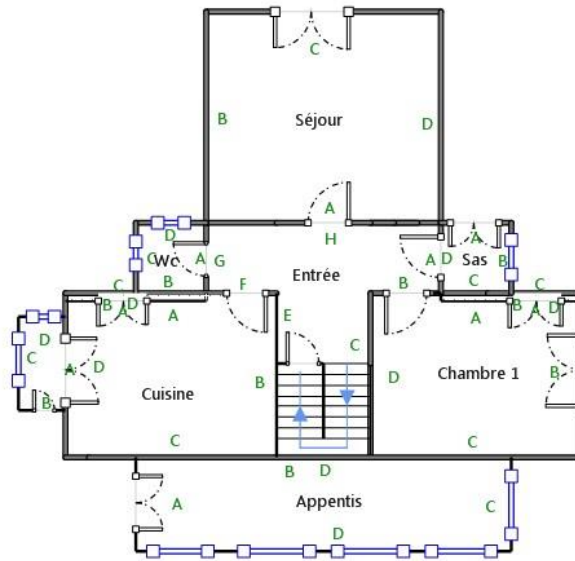 C
B Séjour D
A
D A H A D A
C Wc G Entrée Sas B
B F B C
C D C
B A A E A B A D
C D C
A D B D Chambre 1 B
B Cuisine
C C
B D
A Appentis C
D